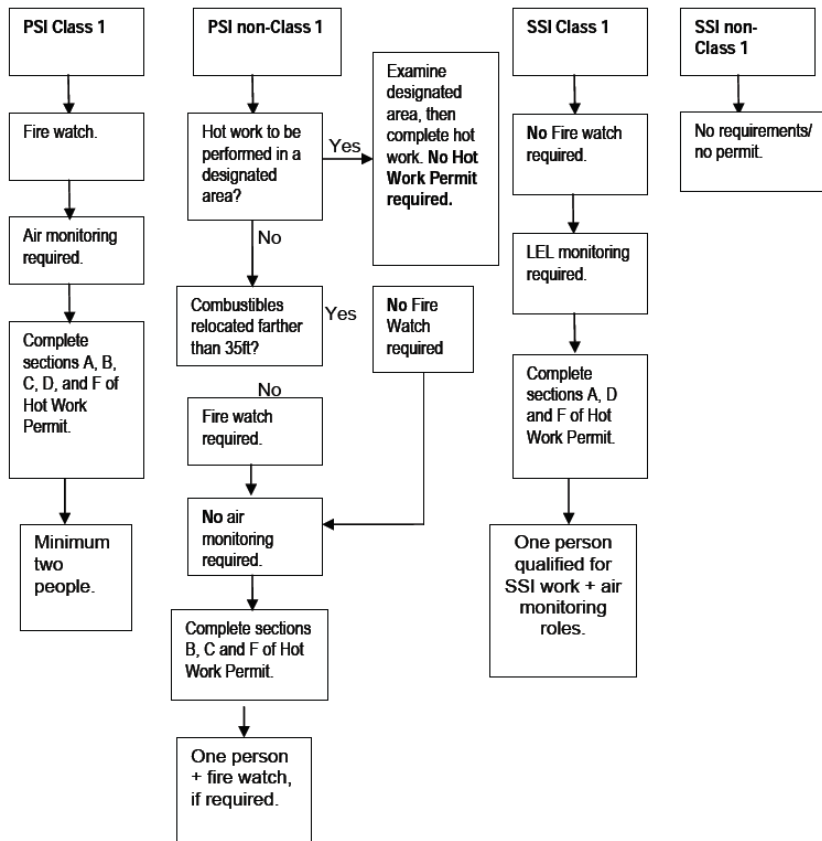 PSI Class 1
Fire watch.
Air monitoring
required.
Complete
sections A, B,
C, D, and F of
Hot Work
Permit.
Minimum
two
people.
PSI non-Class 1
Hot work to be
performed in a
designated
area?
Yes
Examine
designated
area, then
complete hot
work. No Hot
Work Permit
required.
No
Combustibles
relocated farther
than 35ft?
Yes
No Fire
Watch
required
No
Fire watch
required.
No air
monitoring
required.
Complete sections
B, C and F of Hot
Work Permit.
One person
+ fire watch,
if required.
SSI Class 1
No Fire watch
required.
LEL monitoring
required.
Complete
sections A, D
and F of Hot
Work Permit.
One person
qualified for
SSI work + air
monitoring
roles.
SSI non-
Class 1
No requirements/
no permit.